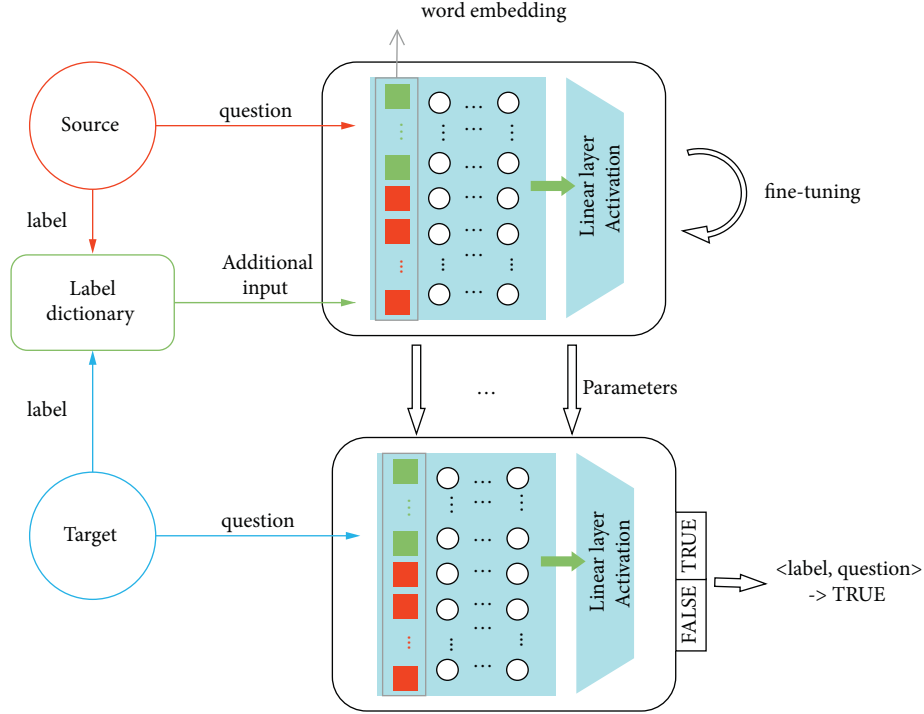 word embedding
Source
question
label
Label
dictionary
Additional
input
Linear layer
Activation
fine-tuning
...
Parameters
label
Target
question
Linear layer
Activation
TRUE
FALSE
<label, question>
-> TRUE